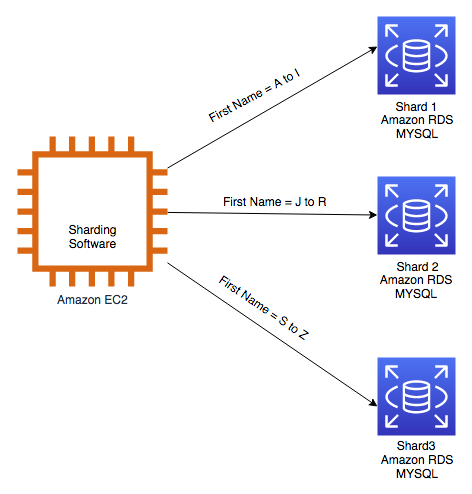 First Name = A to I
Shard 1
Amazon RDS
MYSQL
Sharding
Software
Amazon EC2
First Name = J to R
Shard 2
Amazon RDS
MYSQL
First Name = S to Z
Shard3
Amazon RDS
MYSQL